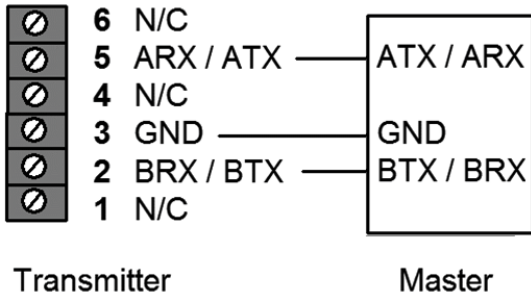 6 N/C
5 ARX / ATX ATX / ARX
4 N/C
3 GND GND
2 BRX / BTX BTX / BRX
1 N/C
Transmitter Master